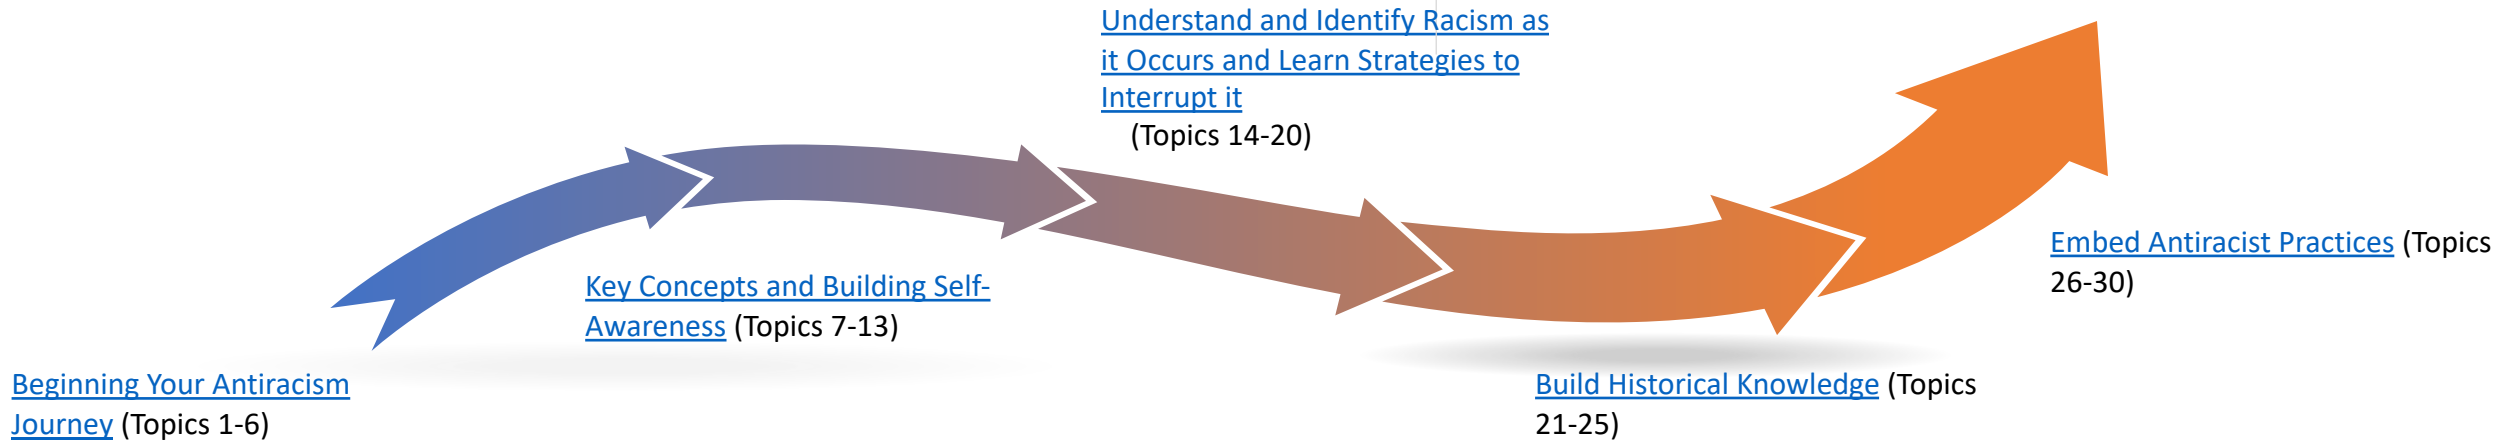 Beginning Your Antiracism
Journey (Topics 1-6)
Key Concepts and Building Self-
Awareness (Topics 7-13)
Understand and Identify Racism as
it Occurs and Learn Strategies to
Interrupt it
(Topics 14-20)
Build Historical Knowledge (Topics
21-25)
Embed Antiracist Practices (Topics
26-30)